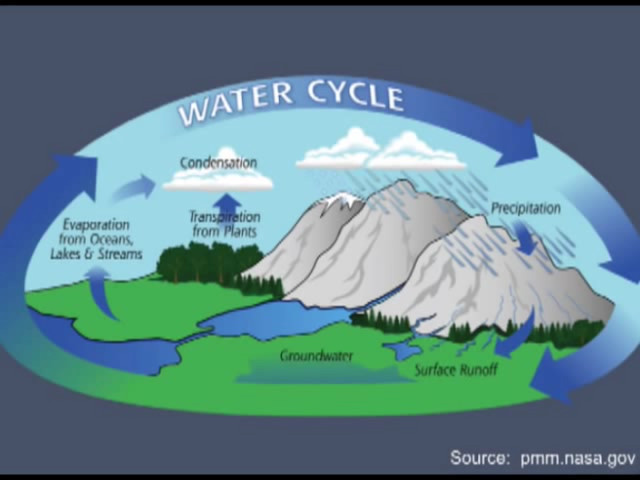 WATER CYCLE
Condensation
Precipitation
Transpiration
from Plants
Evaporation
from Oceans,
Lakes & Streams
Groundwater
Surface Runoff
Source: pmm.nasa.gov